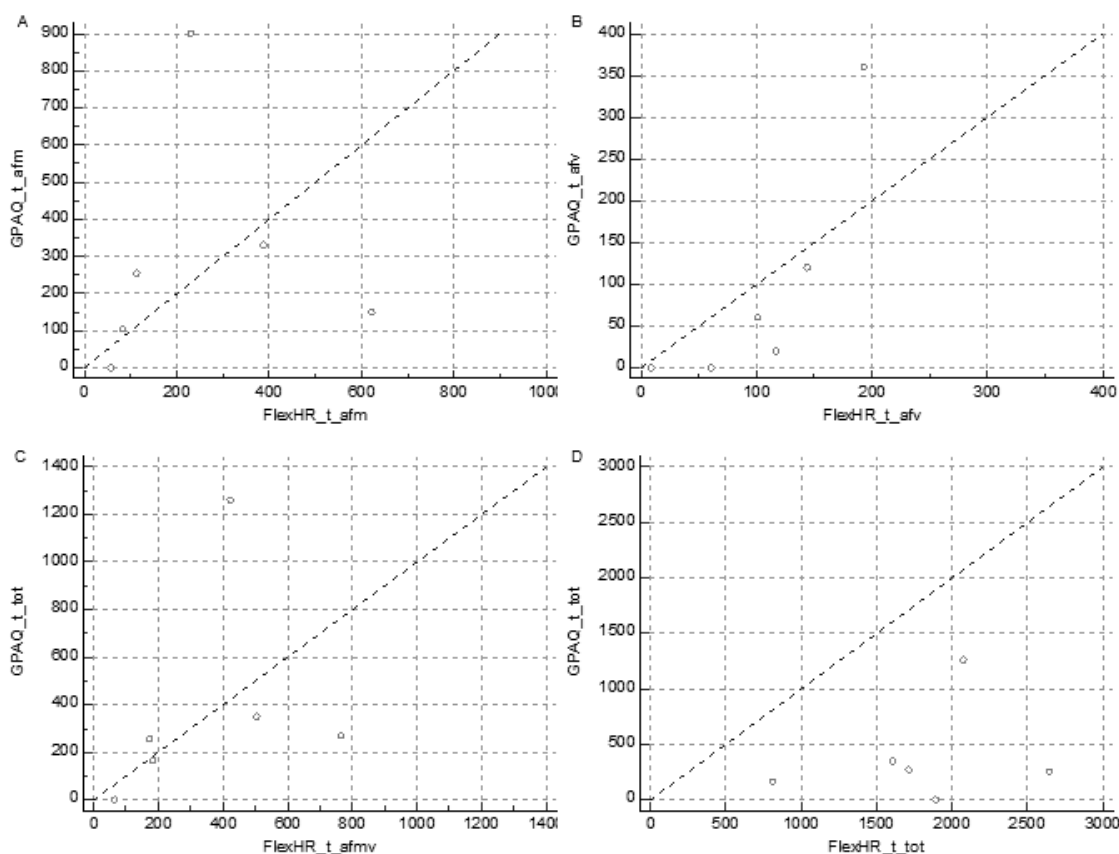 A
900
800
700
600
500
400
300
200
100
0
GPAQ_t_afm
0 200 400 600 800 1000
FlexHR_t_afm
B
400
350
300
250
200
150
100
50
0
GPAQ_t_afv
0 100 200 300 400
FlexHR_t_afv
C
1400
1200
1000
800
600
400
200
0
GPAQ_t_tot
0 200 400 600 800 1000 1200 1400
FlexHR_t_afmv
D
3000
2500
2000
1500
1000
500
0
GPAQ_t_tot
0 500 1000 1500 2000 2500 3000
FlexHR_t_tot